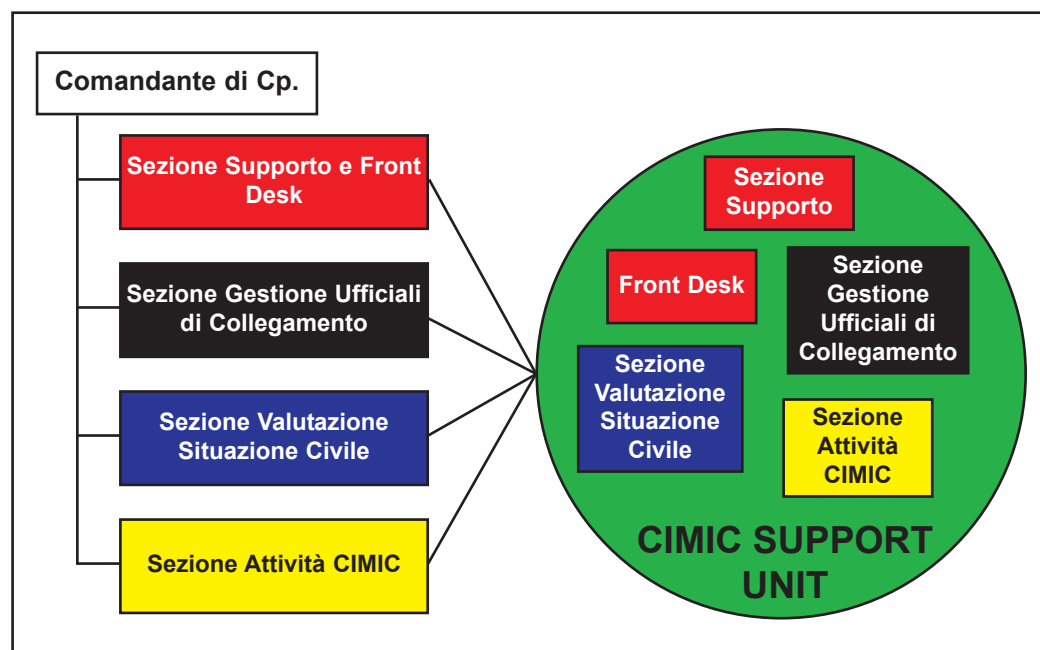 Comandante di Cp.
Sezione Supporto e Front
Desk
Sezione Gestione Ufficiali
di Collegamento
Sezione Valutazione
Situazione Civile
Sezione Attività CIMIC
Sezione
Supporto
Front Desk
Sezione
Gestione
Ufficiali di
Collegamento
Sezione
Valutazione
Situazione
Civile
Sezione
Attività
CIMIC
CIMIC SUPPORT
UNIT